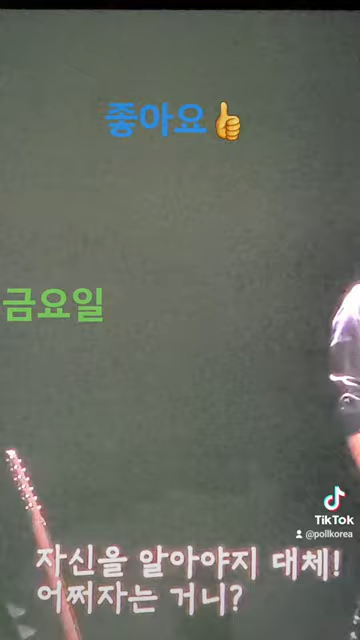 좋아요👍
금요일
TikTok
@pollkorea
자신을 알아야지 대체!
어쩌자는 거니?